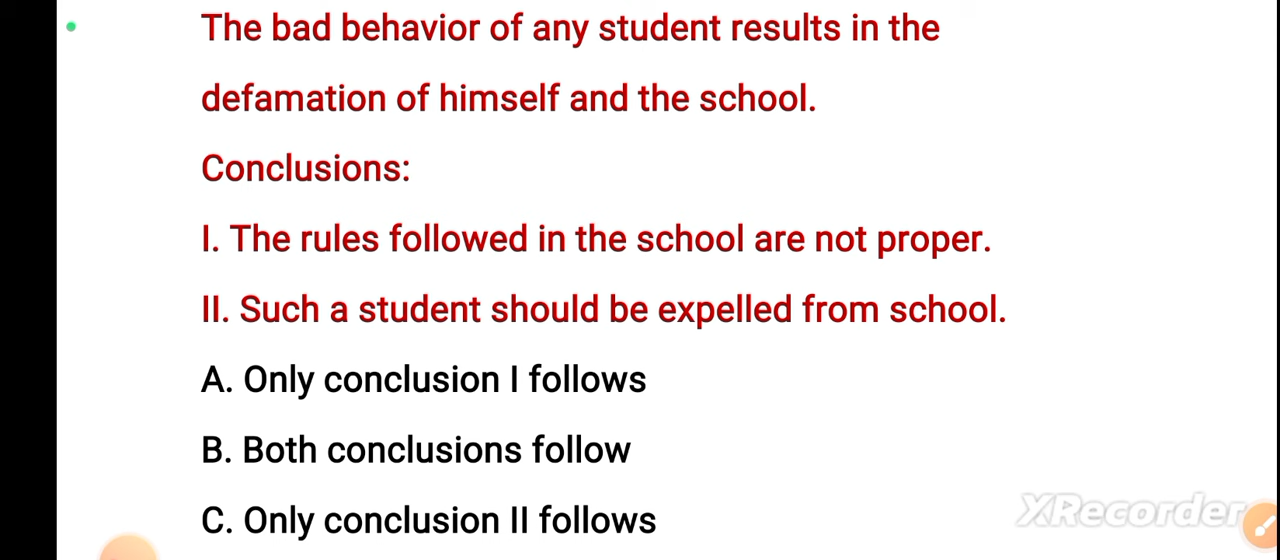 The bad behavior of any student results in the
defamation of himself and the school.
Conclusions:
I. The rules followed in the school are not proper.
II. Such a student should be expelled from school.
A. Only conclusion I follows
B. Both conclusions follow
C. Only conclusion II follows
XRecorder